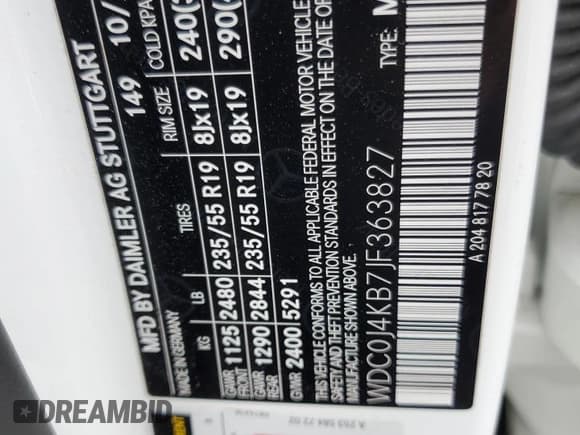 MFD BY DAIMLER AG STUTTGART
MADE IN GERMANY 149 10/
KG LB TIRES RIM SIZE COLD KPA
GAWR FRONT 1125 2480 235/55 R19 8Jx19 240(3
GAWR REAR 1290 2844 235/55 R19 8Jx19 290(
GVWR 2400 5291
THIS VEHICLE CONFORMS TO ALL APPLICABLE FEDERAL MOTOR VEHICLE
SAFETY AND THEFT PREVENTION STANDARDS IN EFFECT ON THE DATE OF
MANUFACTURE SHOWN ABOVE.
WDC0J4KB7JF363827 TYPE: M
A 204 817 78 20
DREAMBID